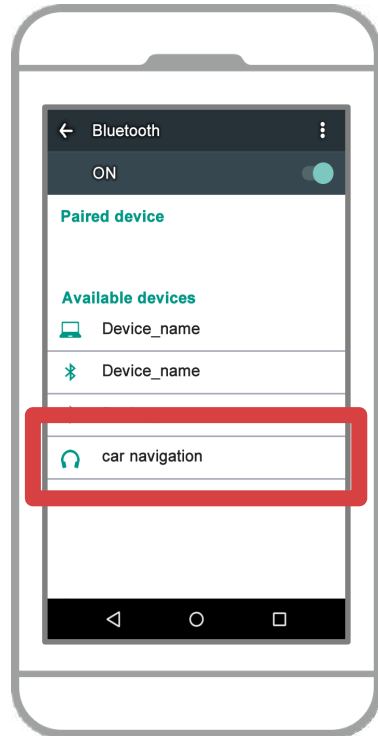 Bluetooth
ON
Paired device
Available devices
Device_name
Device_name
car navigation